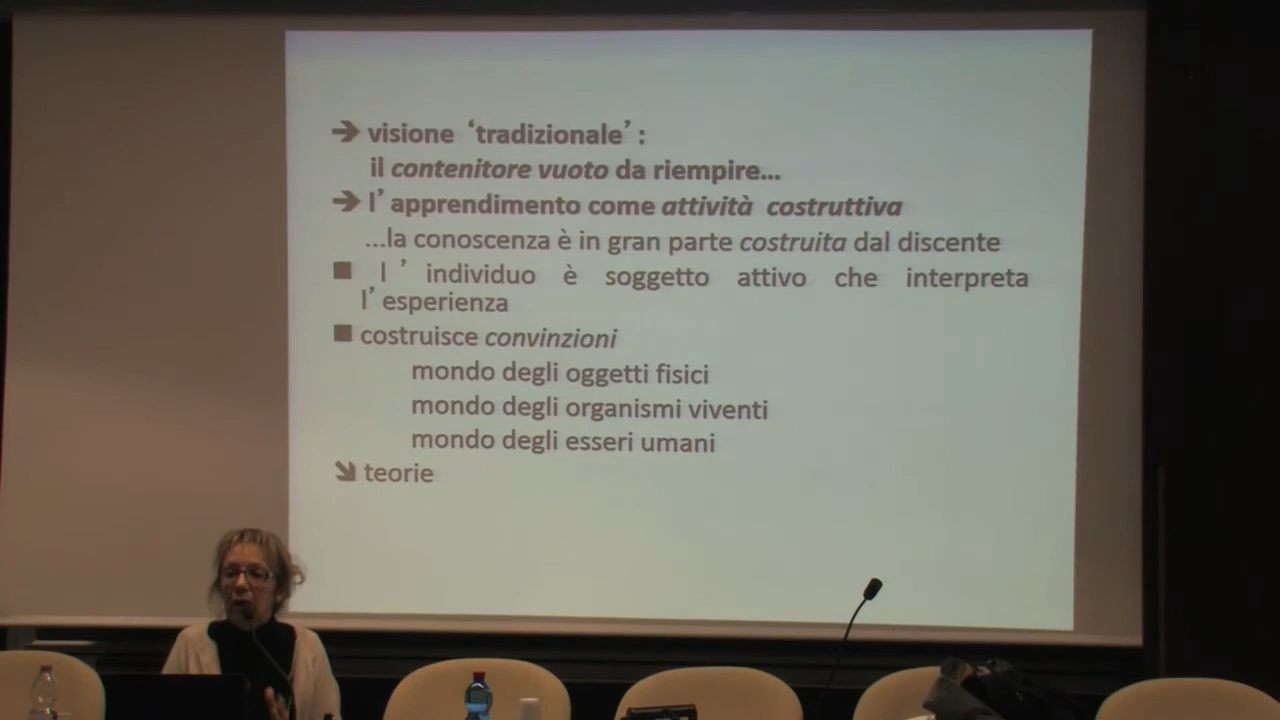 ➔ visione ‘tradizionale’ :
il contenitore vuoto da riempire...
➔ l’apprendimento come attività costruttiva
...la conoscenza è in gran parte costruita dal discente
■ l’individuo è soggetto attivo che interpreta
l’esperienza
■ costruisce convinzioni
mondo degli oggetti fisici
mondo degli organismi viventi
mondo degli esseri umani
➘ teorie